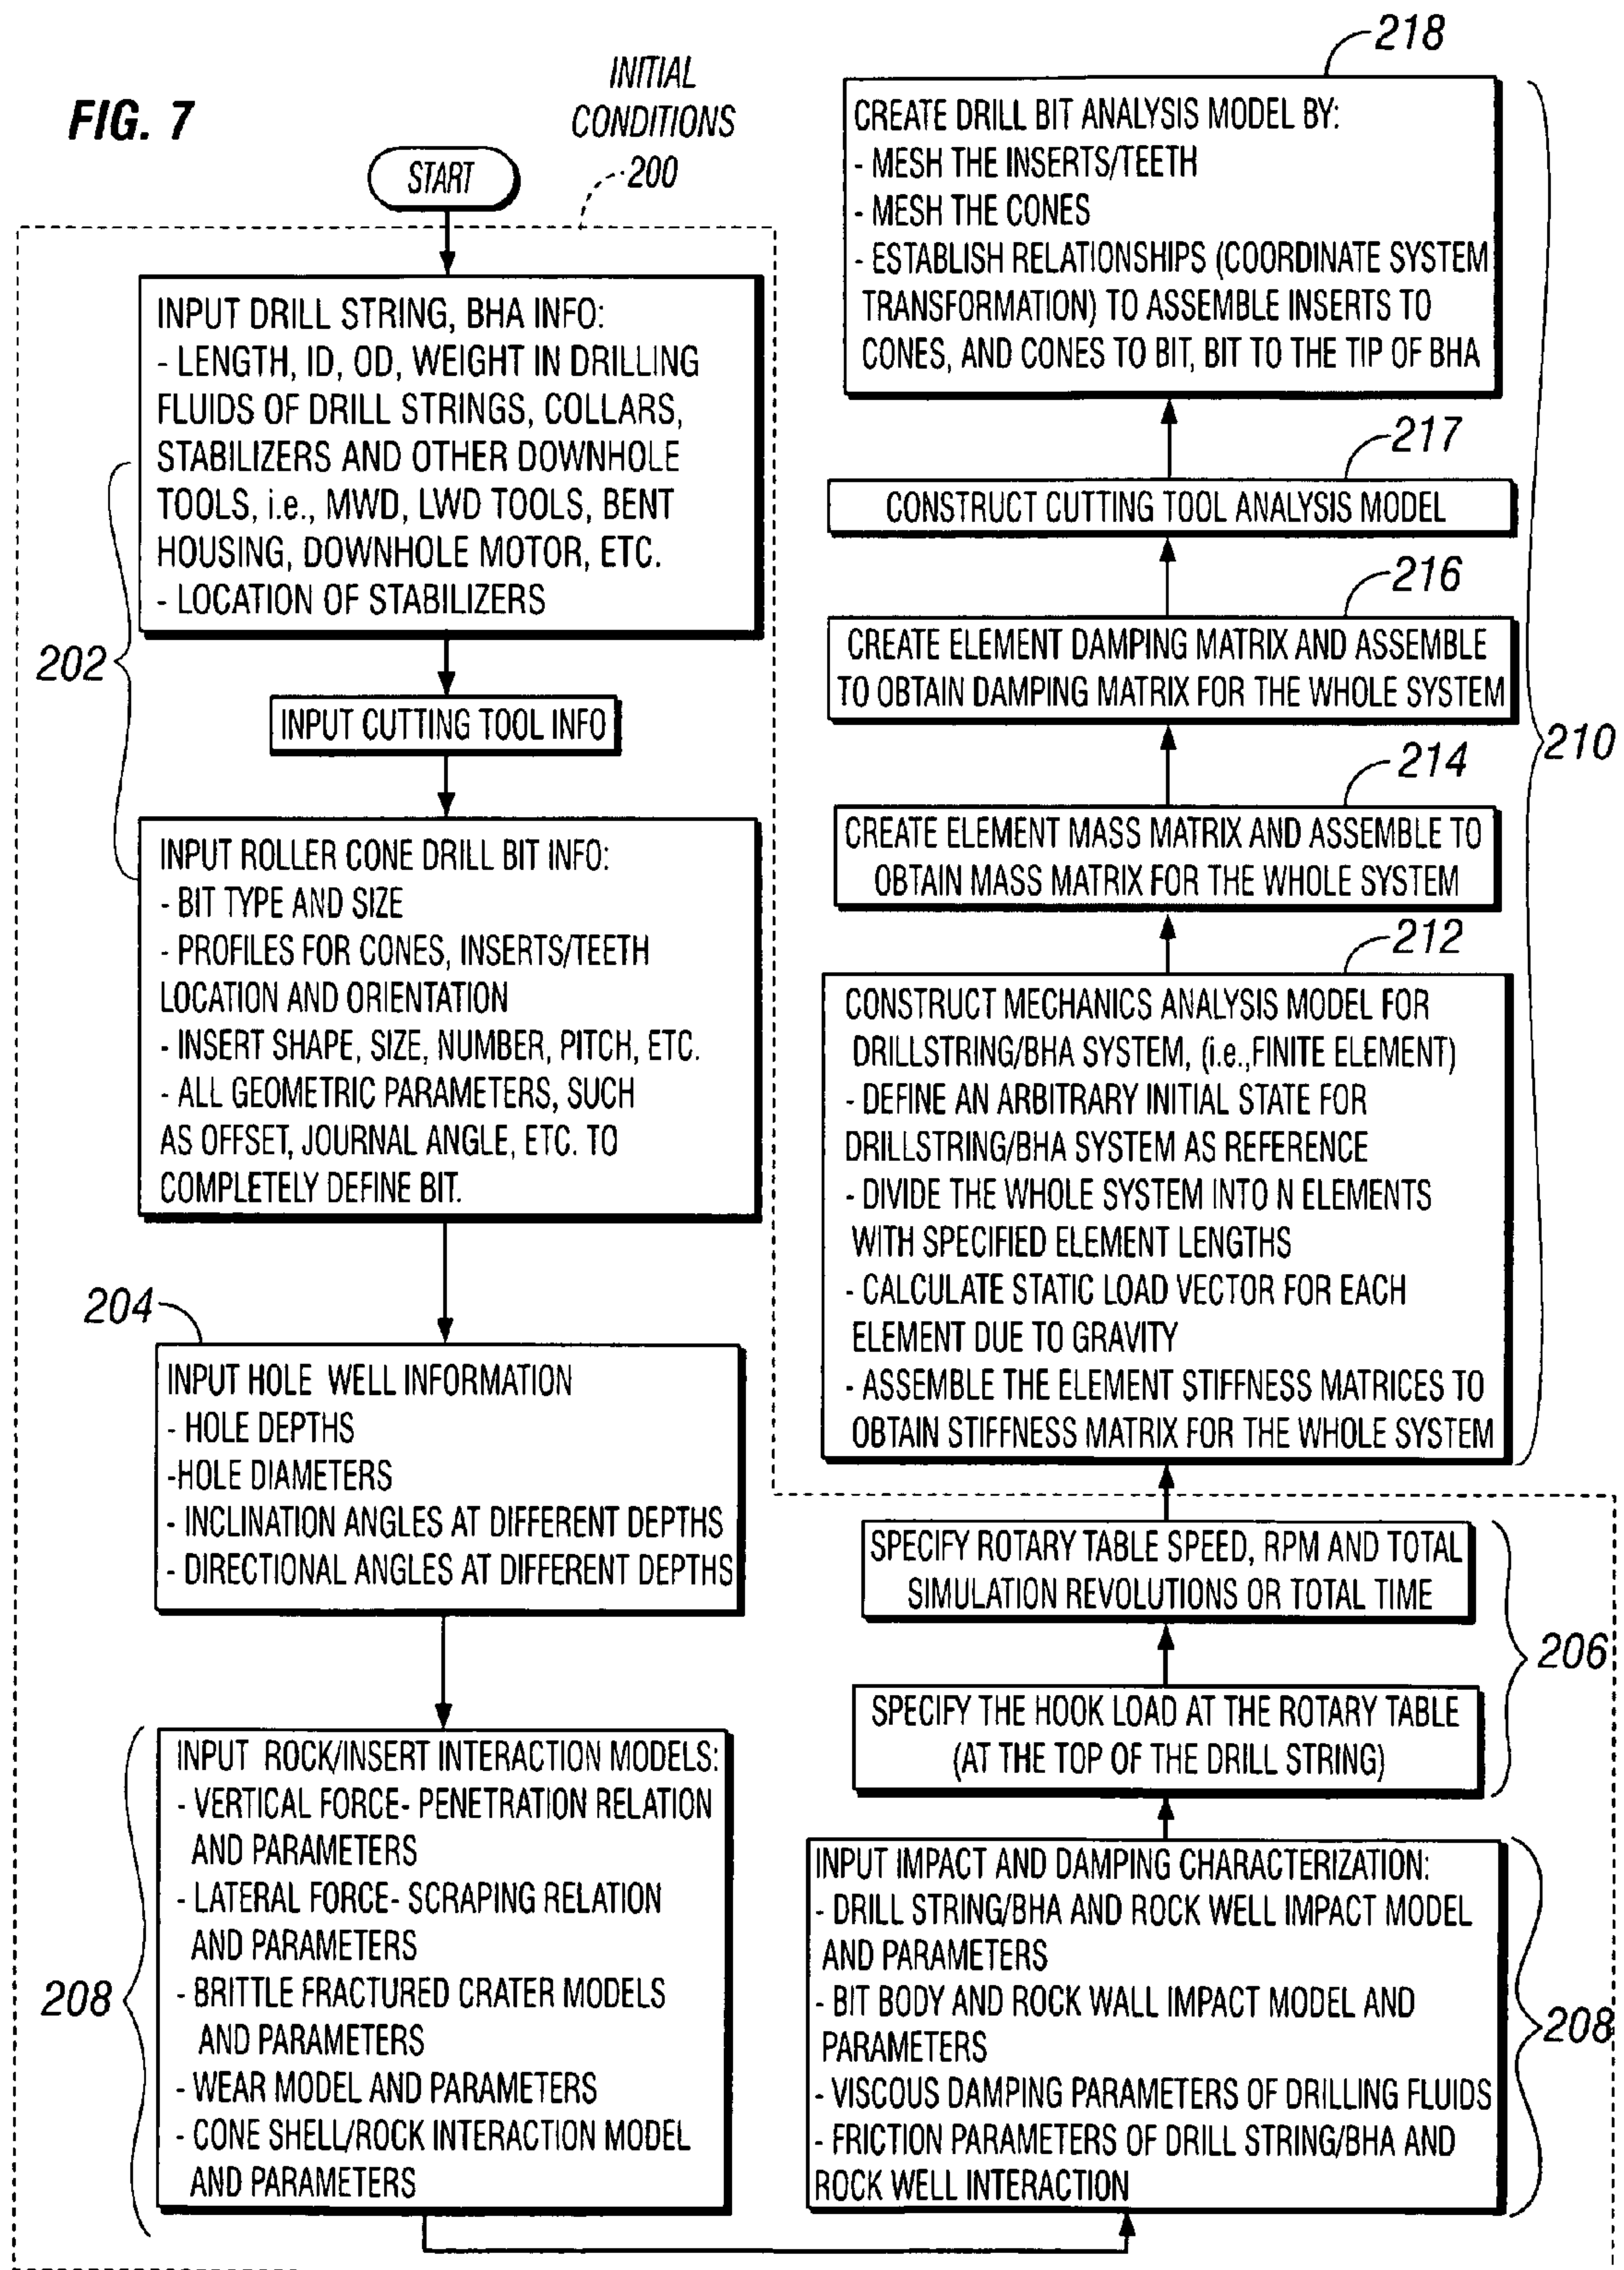 FIG. 7
INITIAL
CONDITIONS
200
START
INPUT DRILL STRING, BHA INFO:
- LENGTH, ID, OD, WEIGHT IN DRILLING
FLUIDS OF DRILL STRINGS, COLLARS,
STABILIZERS AND OTHER DOWNHOLE
TOOLS, i.e., MWD, LWD TOOLS, BENT
HOUSING, DOWNHOLE MOTOR, ETC.
- LOCATION OF STABILIZERS
202
INPUT CUTTING TOOL INFO
INPUT ROLLER CONE DRILL BIT INFO:
- BIT TYPE AND SIZE
- PROFILES FOR CONES, INSERTS/TEETH
LOCATION AND ORIENTATION
- INSERT SHAPE, SIZE, NUMBER, PITCH, ETC.
- ALL GEOMETRIC PARAMETERS, SUCH
AS OFFSET, JOURNAL ANGLE, ETC. TO
COMPLETELY DEFINE BIT.
204
INPUT HOLE WELL INFORMATION
- HOLE DEPTHS
-HOLE DIAMETERS
- INCLINATION ANGLES AT DIFFERENT DEPTHS
- DIRECTIONAL ANGLES AT DIFFERENT DEPTHS
INPUT ROCK/INSERT INTERACTION MODELS:
- VERTICAL FORCE- PENETRATION RELATION
AND PARAMETERS
- LATERAL FORCE- SCRAPING RELATION
AND PARAMETERS
- BRITTLE FRACTURED CRATER MODELS
AND PARAMETERS
- WEAR MODEL AND PARAMETERS
- CONE SHELL/ROCK INTERACTION MODEL
AND PARAMETERS
208
INPUT IMPACT AND DAMPING CHARACTERIZATION:
- DRILL STRING/BHA AND ROCK WELL IMPACT MODEL
AND PARAMETERS
- BIT BODY AND ROCK WALL IMPACT MODEL AND
PARAMETERS
- VISCOUS DAMPING PARAMETERS OF DRILLING FLUIDS
- FRICTION PARAMETERS OF DRILL STRING/BHA AND
ROCK WELL INTERACTION
208
SPECIFY THE HOOK LOAD AT THE ROTARY TABLE
(AT THE TOP OF THE DRILL STRING)
206
SPECIFY ROTARY TABLE SPEED, RPM AND TOTAL
SIMULATION REVOLUTIONS OR TOTAL TIME
212
CONSTRUCT MECHANICS ANALYSIS MODEL FOR
DRILLSTRING/BHA SYSTEM, (i.e.,FINITE ELEMENT)
- DEFINE AN ARBITRARY INITIAL STATE FOR
DRILLSTRING/BHA SYSTEM AS REFERENCE
- DIVIDE THE WHOLE SYSTEM INTO N ELEMENTS
WITH SPECIFIED ELEMENT LENGTHS
- CALCULATE STATIC LOAD VECTOR FOR EACH
ELEMENT DUE TO GRAVITY
- ASSEMBLE THE ELEMENT STIFFNESS MATRICES TO
OBTAIN STIFFNESS MATRIX FOR THE WHOLE SYSTEM
214
CREATE ELEMENT MASS MATRIX AND ASSEMBLE TO
OBTAIN MASS MATRIX FOR THE WHOLE SYSTEM
210
216
CREATE ELEMENT DAMPING MATRIX AND ASSEMBLE
TO OBTAIN DAMPING MATRIX FOR THE WHOLE SYSTEM
217
CONSTRUCT CUTTING TOOL ANALYSIS MODEL
218
CREATE DRILL BIT ANALYSIS MODEL BY:
- MESH THE INSERTS/TEETH
- MESH THE CONES
- ESTABLISH RELATIONSHIPS (COORDINATE SYSTEM
TRANSFORMATION) TO ASSEMBLE INSERTS TO
CONES, AND CONES TO BIT, BIT TO THE TIP OF BHA